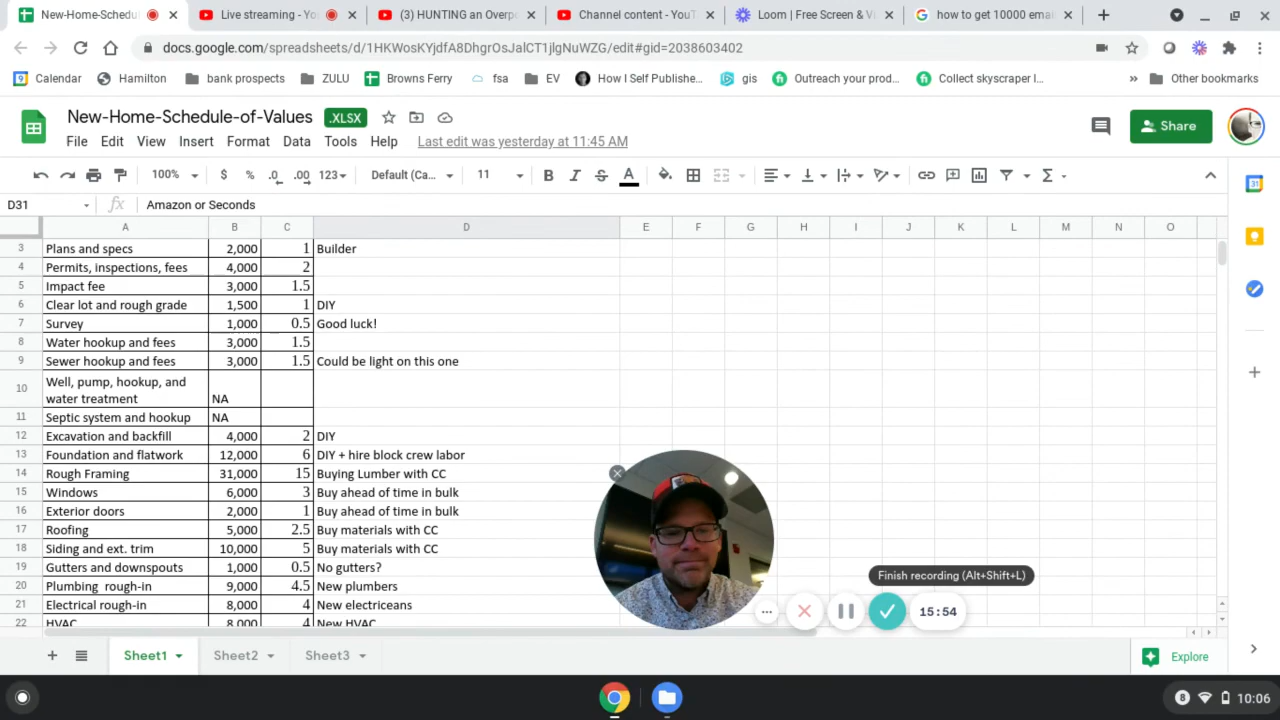 New-Home-Schedu
Live streaming - Yo
(3) HUNTING an Overp
Channel content - YouT
Loom | Free Screen & V
how to get 10000 emai
docs.google.com/spreadsheets/d/1HKWosKYjdfA8DhgrOsJalCT1jlgNuWZG/edit#gid=2038603402
Calendar
Hamilton
bank prospects
ZULU
Browns Ferry
fsa
EV
How I Self Publishe...
gis
Outreach your prod...
Collect skyscraper l...
»
Other bookmarks
New-Home-Schedule-of-Values
.XLSX
Share
File Edit View Insert Format Data Tools Help Last edit was yesterday at 11:45 AM
100% $ % .0 .00 123 Default (Ca... 11 B I S A
D31 fx Amazon or Seconds
A B C D E F G H I J K L M N O
3 Plans and specs 2,000 1 Builder
4 Permits, inspections, fees 4,000 2
5 Impact fee 3,000 1.5
6 Clear lot and rough grade 1,500 1 DIY
7 Survey 1,000 0.5 Good luck!
8 Water hookup and fees 3,000 1.5
9 Sewer hookup and fees 3,000 1.5 Could be light on this one
10 Well, pump, hookup, and
water treatment NA
11 Septic system and hookup NA
12 Excavation and backfill 4,000 2 DIY
13 Foundation and flatwork 12,000 6 DIY + hire block crew labor
14 Rough Framing 31,000 15 Buying Lumber with CC
15 Windows 6,000 3 Buy ahead of time in bulk
16 Exterior doors 2,000 1 Buy ahead of time in bulk
17 Roofing 5,000 2.5 Buy materials with CC
18 Siding and ext. trim 10,000 5 Buy materials with CC
19 Gutters and downspouts 1,000 0.5 No gutters?
20 Plumbing rough-in 9,000 4.5 New plumbers
21 Electrical rough-in 8,000 4 New electriceans
22 HVAC 8,000 4 New HVAC
Finish recording (Alt+Shift+L)
15:54
Sheet1
Sheet2
Sheet3
Explore
31
8
10:06